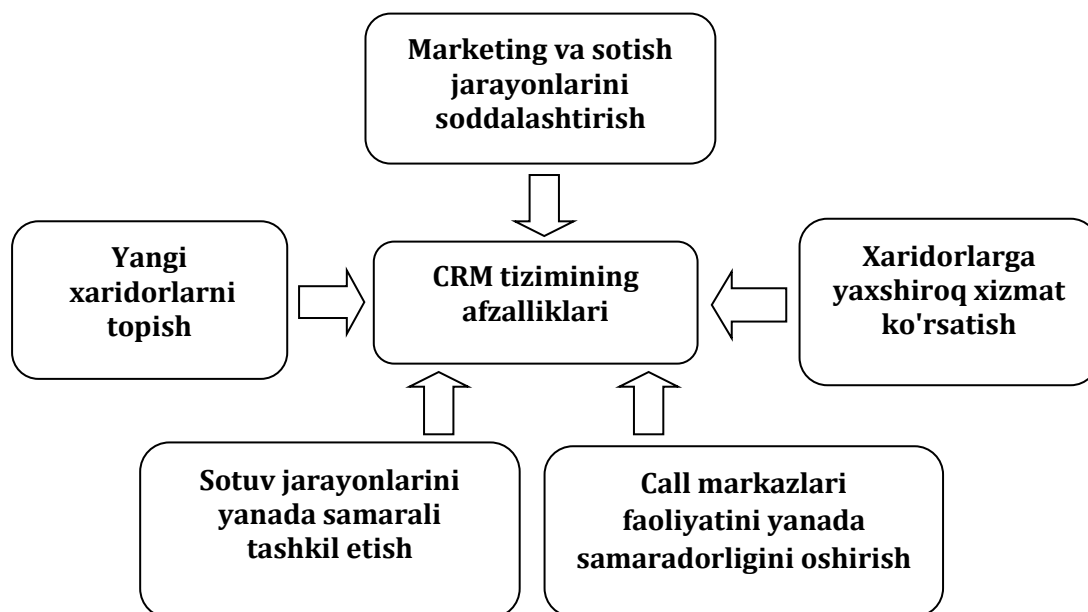 Marketing va sotish
jarayonlarini
soddalashtirish
Yangi
xaridorlarni
topish
CRM tizimining
afzalliklari
Xaridorlarga
yaxshiroq xizmat
ko'rsatish
Sotuv jarayonlarini
yanada samarali
tashkil etish
Call markazlari
faoliyatini yanada
samaradorligini oshirish